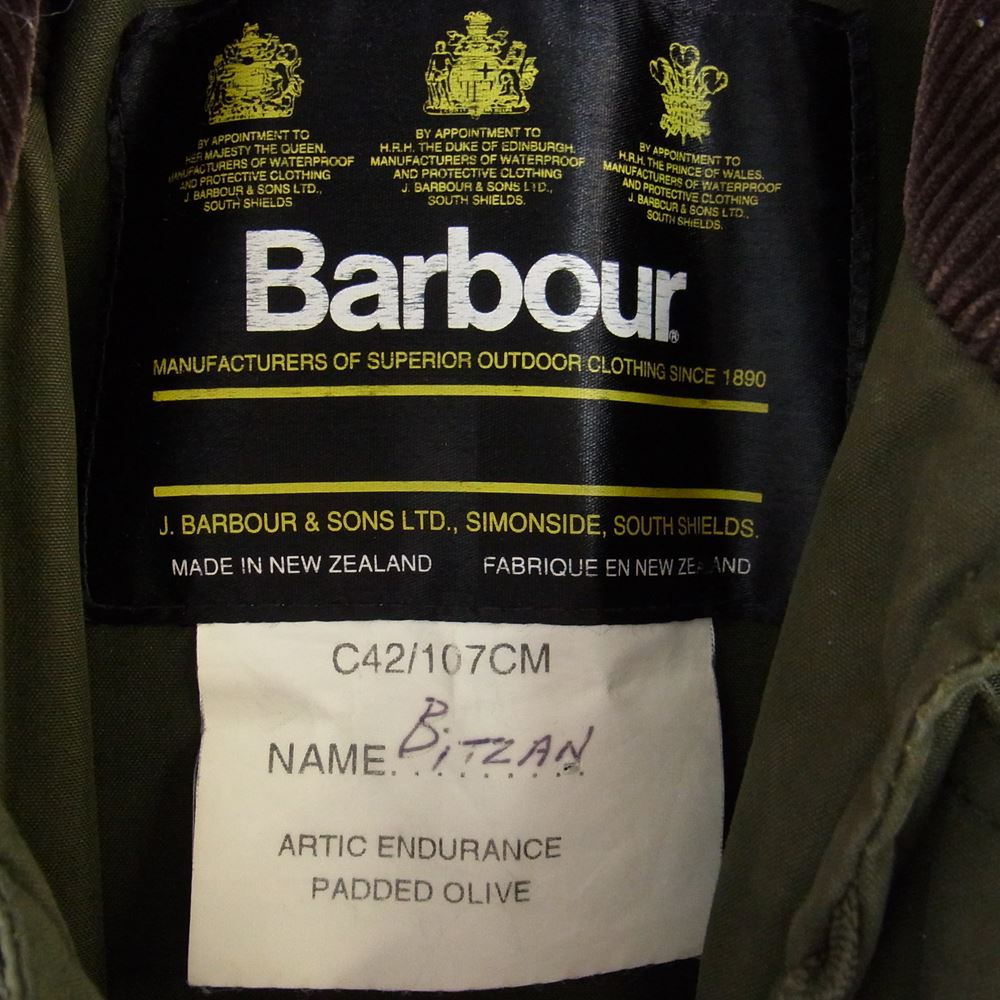 BY APPOINTMENT TO
HER MAJESTY THE QUEEN.
MANUFACTURERS OF WATERPROOF
AND PROTECTIVE CLOTHING
J. BARBOUR & SONS LTD.,
SOUTH SHIELDS
BY APPOINTMENT TO
H.R.H. THE DUKE OF EDINBURGH.
MANUFACTURERS OF WATERPROOF
AND PROTECTIVE CLOTHING
J. BARBOUR & SONS LTD.,
SOUTH SHIELDS.
BY APPOINTMENT TO
H.R.H. THE PRINCE OF WALES.
MANUFACTURERS OF WATERPROOF
AND PROTECTIVE CLOTHING
J. BARBOUR & SONS LTD.,
SOUTH SHIELDS.
Barbour®
MANUFACTURERS OF SUPERIOR OUTDOOR CLOTHING SINCE 1890
J. BARBOUR & SONS LTD., SIMONSIDE, SOUTH SHIELDS.
MADE IN NEW ZEALAND FABRIQUE EN NEW ZEALAND
C42/107CM
NAME. BiTZAN
ARTIC ENDURANCE
PADDED OLIVE